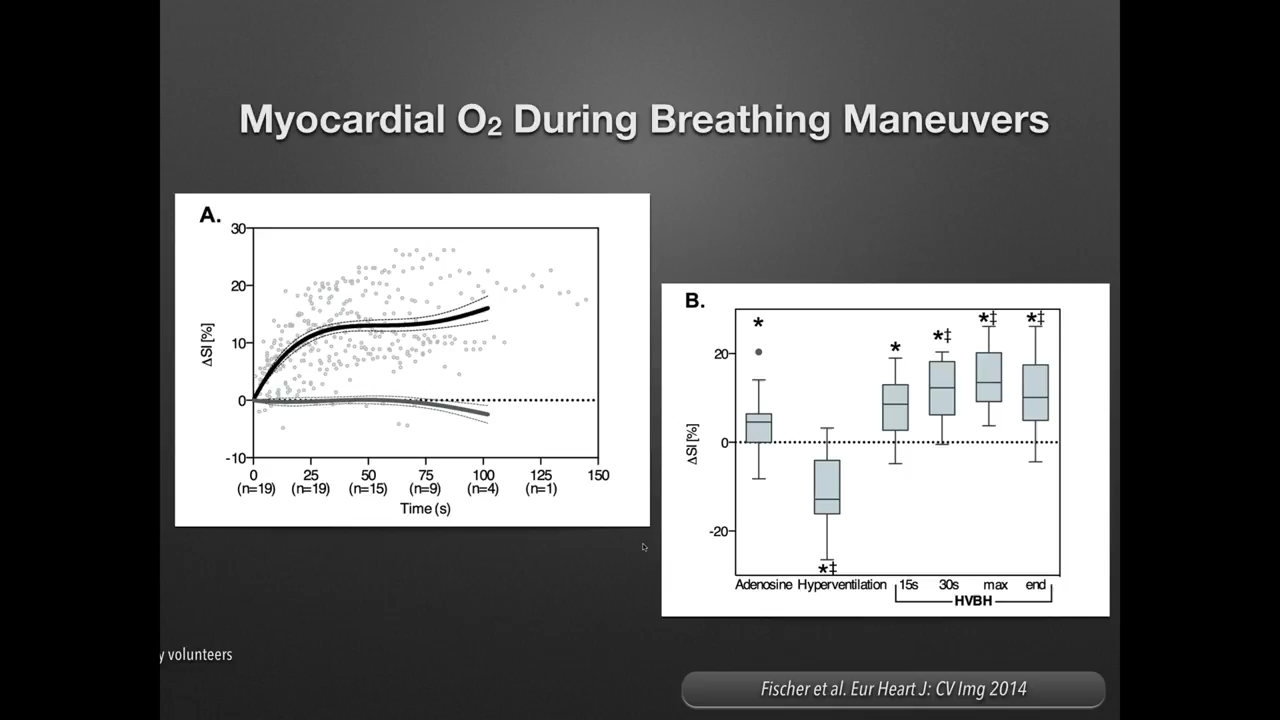 Myocardial O₂ During Breathing Maneuvers
A.
30
20
10
0
-10
ΔSI [%]
0 25 50 75 100 125 150
(n=19) (n=19) (n=15) (n=9) (n=4) (n=1)
Time (s)
B.
20
0
-20
ΔSI [%]
* *‡ * *‡ *‡ *‡
Adenosine Hyperventilation 15s 30s max end
HVBH
y volunteers
Fischer et al. Eur Heart J: CV Img 2014